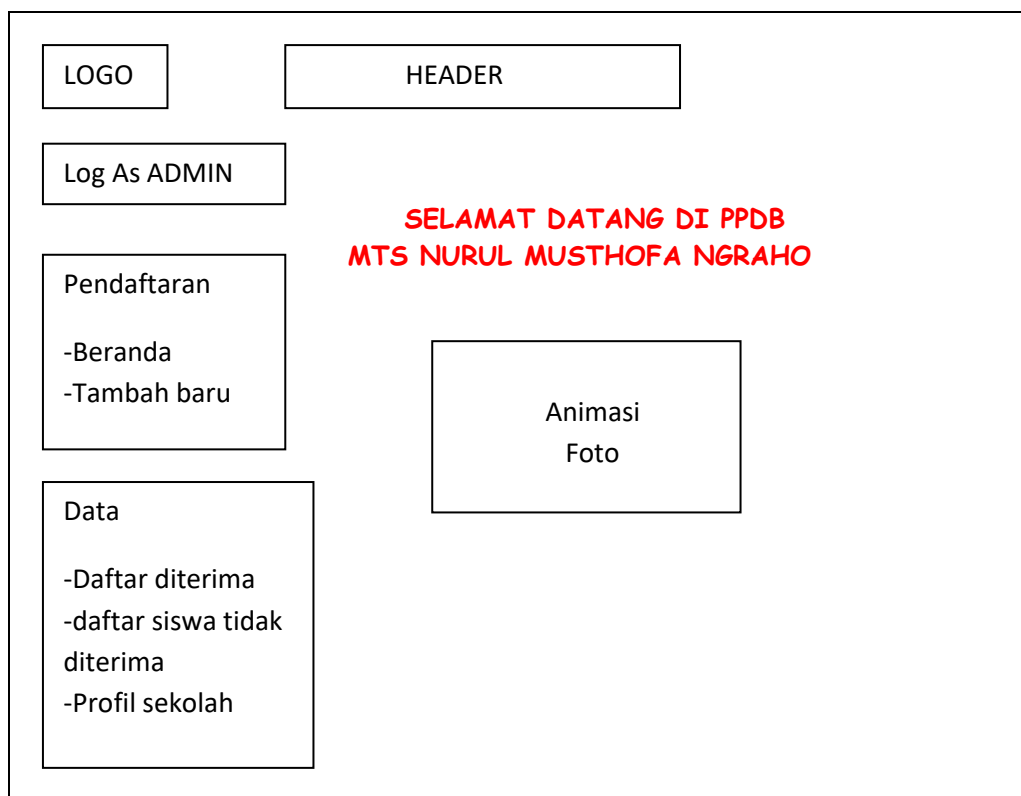 LOGO
HEADER
Log As ADMIN
SELAMAT DATANG DI PPDB
MTS NURUL MUSTHOFA NGRAHO
Pendaftaran
-Beranda
-Tambah baru
Animasi
Foto
Data
-Daftar diterima
-daftar siswa tidak
diterima
-Profil sekolah